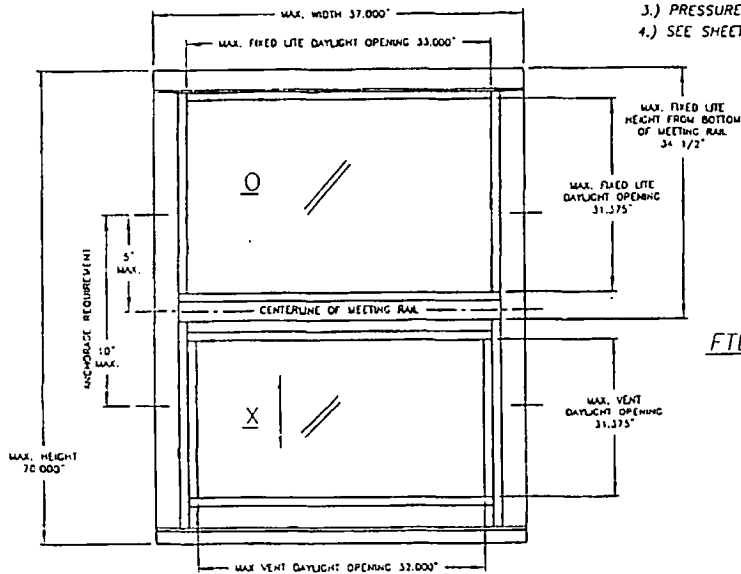 MAX. WIDTH 37.000"
3.) PRESSURE
4.) SEE SHEET
MAX. FIXED LITE DAYLIGHT OPENING 33.000"
MAX. FIXED LITE
HEIGHT FROM BOTTOM
OF MEETING RAIL
34 1/2"
O
MAX. FIXED LITE
DAYLIGHT OPENING
31.375"
ANCHORAGE REQUIREMENT
5"
MAX.
CENTERLINE OF MEETING RAIL
10"
MAX.
X
MAX. VENT
DAYLIGHT OPENING
31.375"
MAX. HEIGHT
70.000"
MAX VENT DAYLIGHT OPENING 32.000"